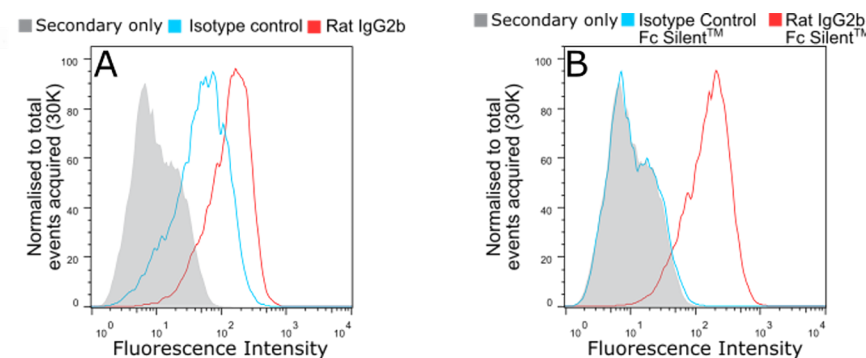 Secondary only Isotype control Rat IgG2b
A
100
80
60
40
20
0
Normalised to total
events acquired (30K)
10^0 10^1 10^2 10^3 10^4
Fluorescence Intensity
Secondary only Isotype Control Rat IgG2b
Fc Silent™ Fc Silent™
B
100
80
60
40
20
0
Normalised to total
events acquired (30K)
10^0 10^1 10^2 10^3 10^4
Fluorescence Intensity